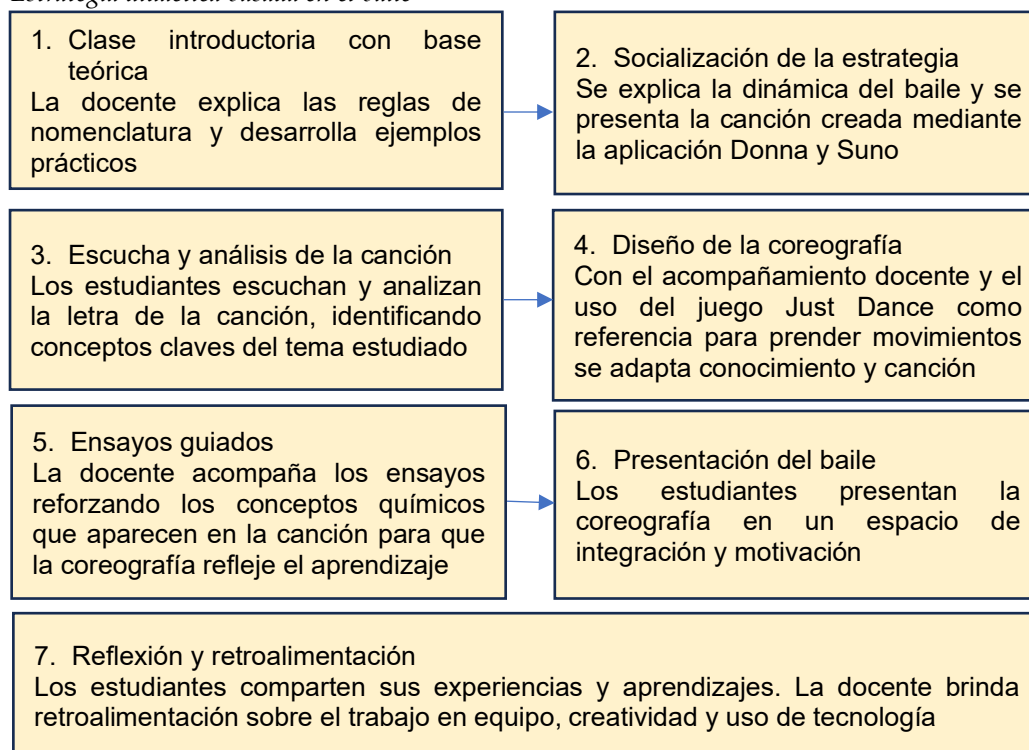 1. Clase introductoria con base
teórica
La docente explica las reglas de
nomenclatura y desarrolla ejemplos
prácticos
2. Socialización de la estrategia
Se explica la dinámica del baile y se
presenta la canción creada mediante
la aplicación Donna y Suno
3. Escucha y análisis de la canción
Los estudiantes escuchan y analizan
la letra de la canción, identificando
conceptos claves del tema estudiado
4. Diseño de la coreografía
Con el acompañamiento docente y el
uso del juego Just Dance como
referencia para prender movimientos
se adapta conocimiento y canción
5. Ensayos guiados
La docente acompaña los ensayos
reforzando los conceptos químicos
que aparecen en la canción para que
la coreografía refleje el aprendizaje
6. Presentación del baile
Los estudiantes presentan la
coreografía en un espacio de
integración y motivación
7. Reflexión y retroalimentación
Los estudiantes comparten sus experiencias y aprendizajes. La docente brinda
retroalimentación sobre el trabajo en equipo, creatividad y uso de tecnología